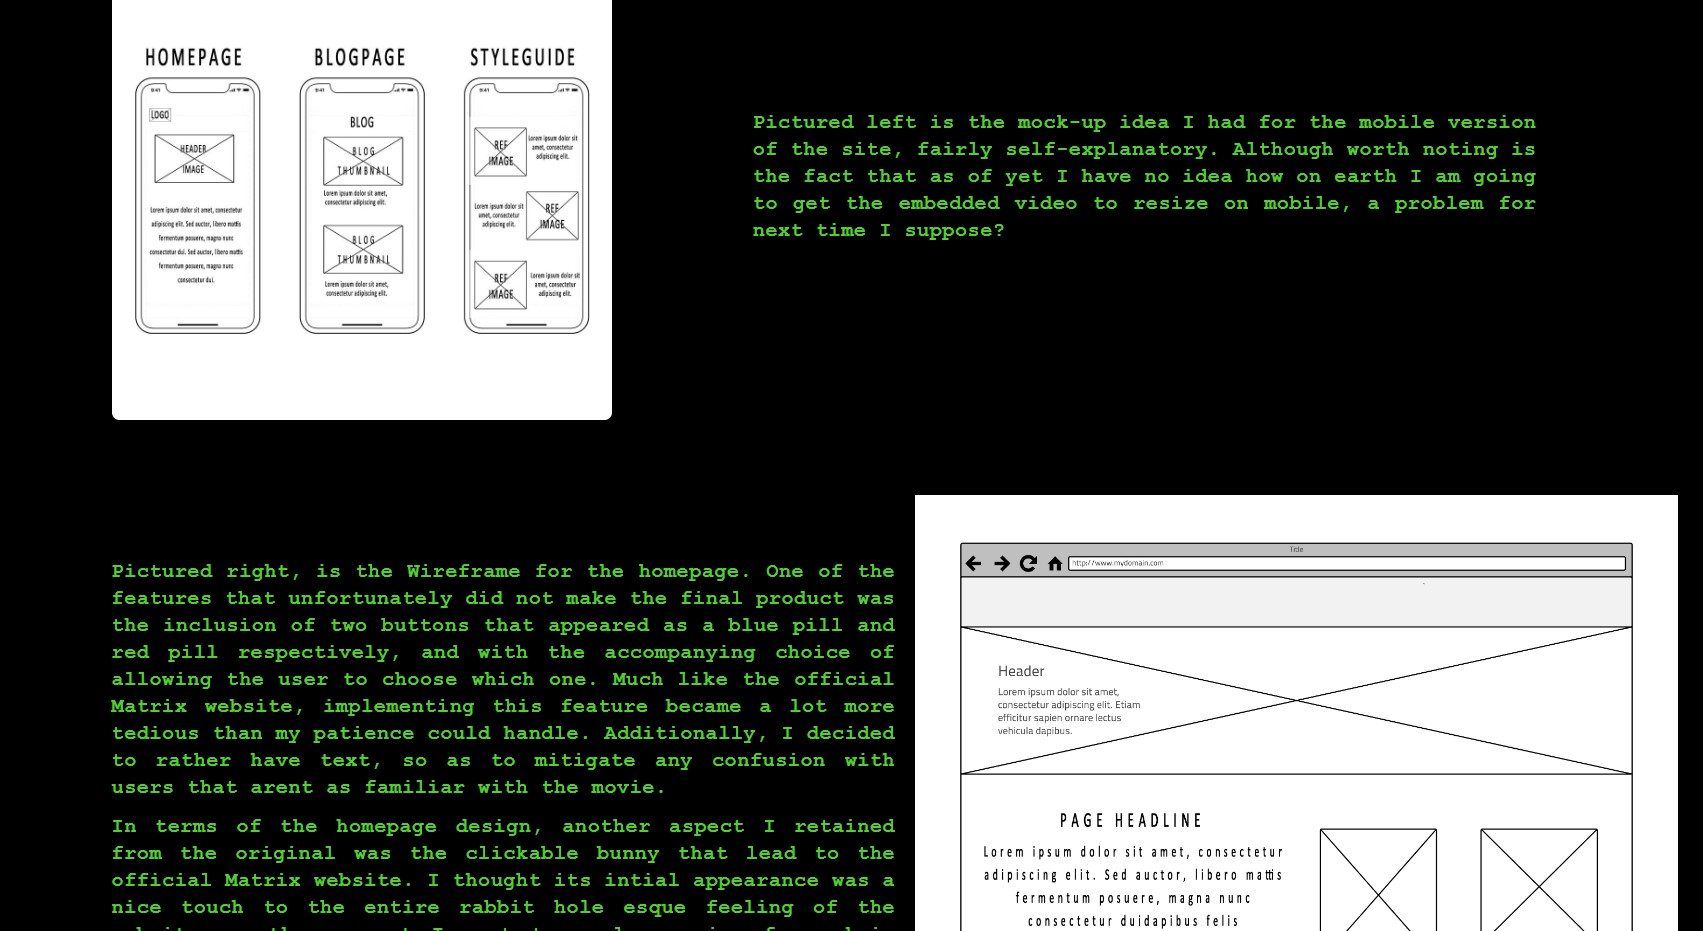 HOMEPAGE
BLOGPAGE
STYLEGUIDE
9:41
LOGO
HEADER
IMAGE
Lorem ipsum dolor sit amet, consectetur
adipiscing elit. Sed auctor, libero mattis
fermentum posuere, magna nunc
consectetur dui. Sed auctor, libero mattis
fermentum posuere, magna nunc
consectetur dui.
9:41
BLOG
BLOG
THUMBNAIL
Lorem ipsum dolor sit amet,
consectetur adipiscing elit.
BLOG
THUMBNAIL
Lorem ipsum dolor sit amet,
consectetur adipiscing elit.
9:41
REF
IMAGE
Lorem ipsum dolor sit
amet, consectetur
adipiscing elit.
Lorem ipsum dolor sit
amet, consectetur
adipiscing elit.
REF
IMAGE
REF
IMAGE
Lorem ipsum dolor sit
amet, consectetur
adipiscing elit.
Pictured left is the mock-up idea I had for the mobile version
of the site, fairly self-explanatory. Although worth noting is
the fact that as of yet I have no idea how on earth I am going
to get the embedded video to resize on mobile, a problem for
next time I suppose?
Pictured right, is the Wireframe for the homepage. One of the
features that unfortunately did not make the final product was
the inclusion of two buttons that appeared as a blue pill and
red pill respectively, and with the accompanying choice of
allowing the user to choose which one. Much like the official
Matrix website, implementing this feature became a lot more
tedious than my patience could handle. Additionally, I decided
to rather have text, so as to mitigate any confusion with
users that arent as familiar with the movie.
In terms of the homepage design, another aspect I retained
from the original was the clickable bunny that lead to the
official Matrix website. I thought its intial appearance was a
nice touch to the entire rabbit hole esque feeling of the
Title
http://www.mydomain.com
Header
Lorem ipsum dolor sit amet,
consectetur adipiscing elit. Etiam
efficitur sapien ornare lectus
vehicula dapibus.
PAGE HEADLINE
Lorem ipsum dolor sit amet, consectetur
adipiscing elit. Sed auctor, libero mattis
fermentum posuere, magna nunc
consectetur duidapibus felis